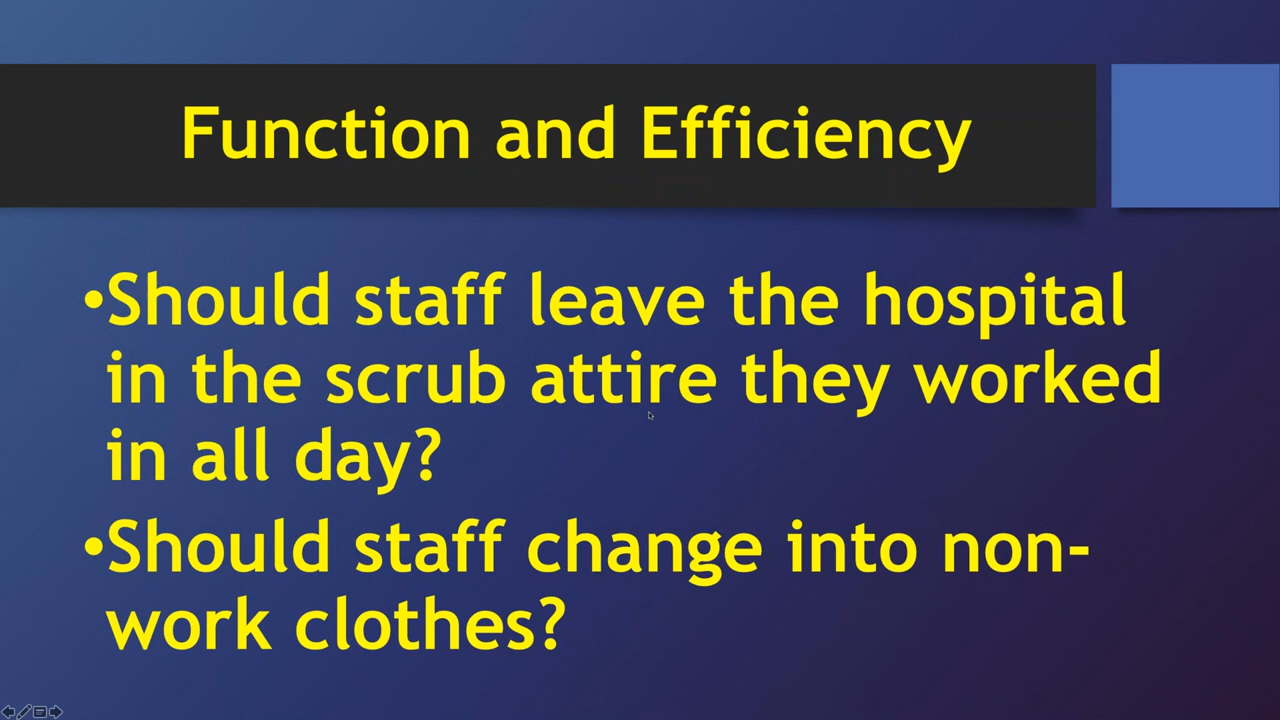 Function and Efficiency
•Should staff leave the hospital
in the scrub attire they worked
in all day?
•Should staff change into non-
work clothes?